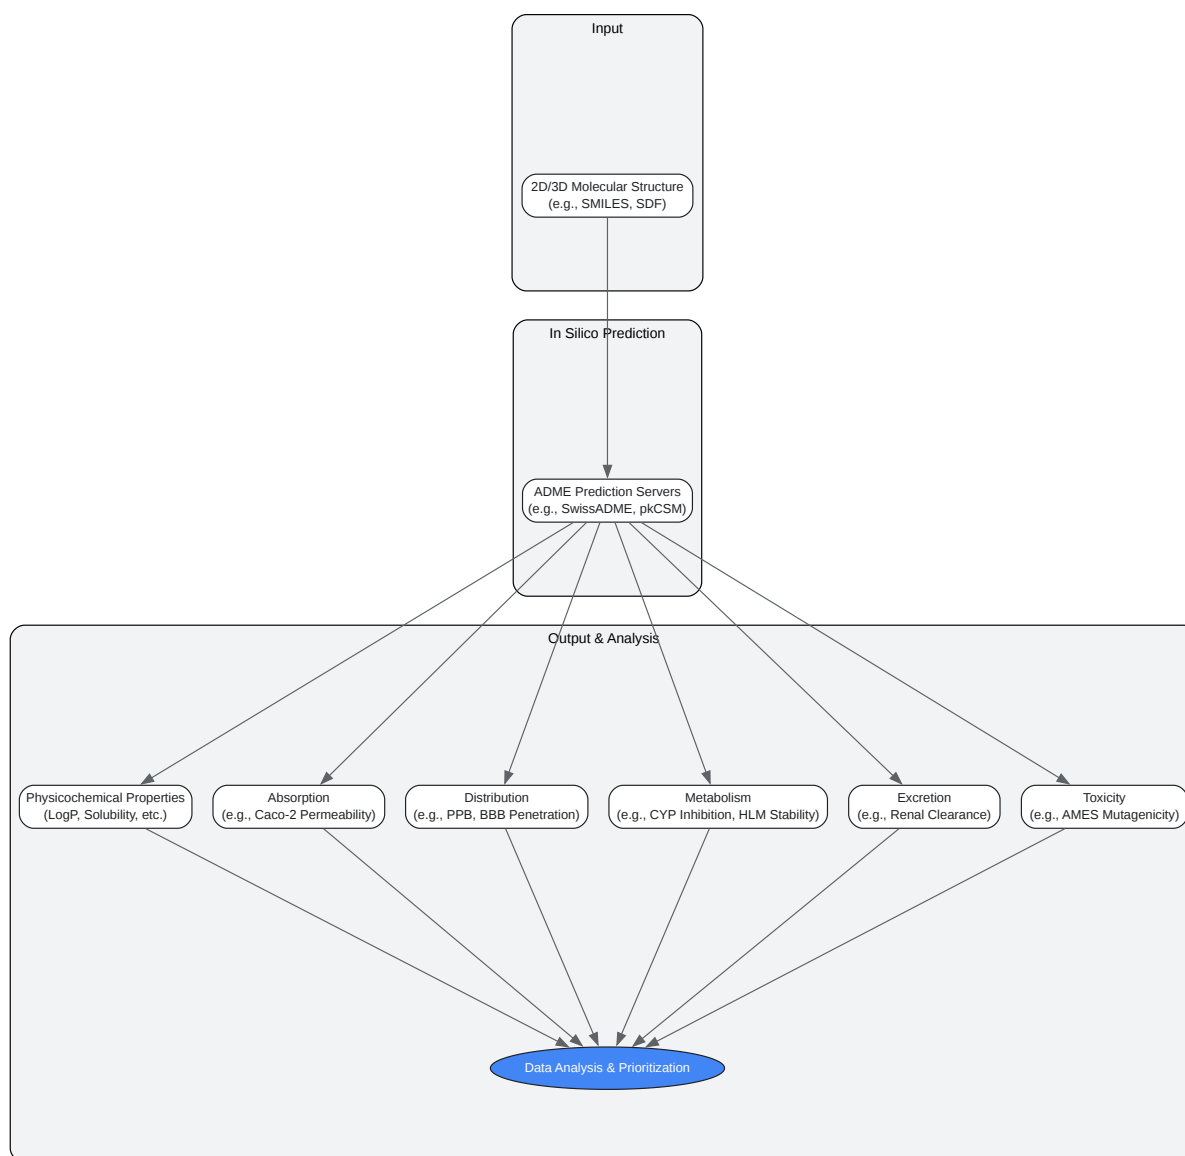 Input
2D/3D Molecular Structure
(e.g., SMILES, SDF)
In Silico Prediction
ADME Prediction Servers
(e.g., SwissADME, pkCSM)
Output & Analysis
Physicochemical Properties
(LogP, Solubility, etc.)
Absorption
(e.g., Caco-2 Permeability)
Distribution
(e.g., PPB, BBB Penetration)
Metabolism
(e.g., CYP Inhibition, HLM Stability)
Excretion
(e.g., Renal Clearance)
Toxicity
(e.g., AMES Mutagenicity)
Data Analysis & Prioritization